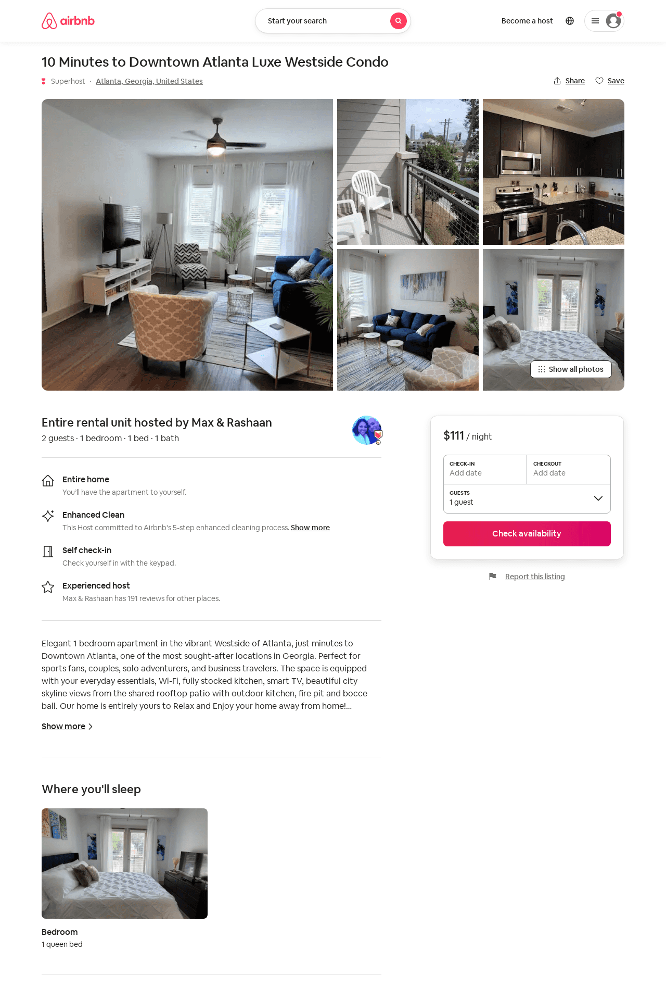 airbnb
Start your search
Become a host
10 Minutes to Downtown Atlanta Luxe Westside Condo
Superhost · Atlanta, Georgia, United States
Share
Save
Show all photos
Entire rental unit hosted by Max & Rashaan
2 guests · 1 bedroom · 1 bed · 1 bath
Entire home
You’ll have the apartment to yourself.
Enhanced Clean
This Host committed to Airbnb's 5-step enhanced cleaning process. Show more
Self check-in
Check yourself in with the keypad.
Experienced host
Max & Rashaan has 191 reviews for other places.
Elegant 1 bedroom apartment in the vibrant Westside of Atlanta, just minutes to
Downtown Atlanta, one of the most sought-after locations in Georgia. Perfect for
sports fans, couples, solo adventurers, and business travelers. The space is equipped
with your everyday essentials, Wi-Fi, fully stocked kitchen, smart TV, beautiful city
skyline views from the shared rooftop patio with outdoor kitchen, fire pit and bocce
ball. Our home is entirely yours to Relax and Enjoy your home away from home!...
Show more
Where you'll sleep
Bedroom
1 queen bed
$111 / night
CHECK-IN
Add date
CHECKOUT
Add date
GUESTS
1 guest
Check availability
Report this listing